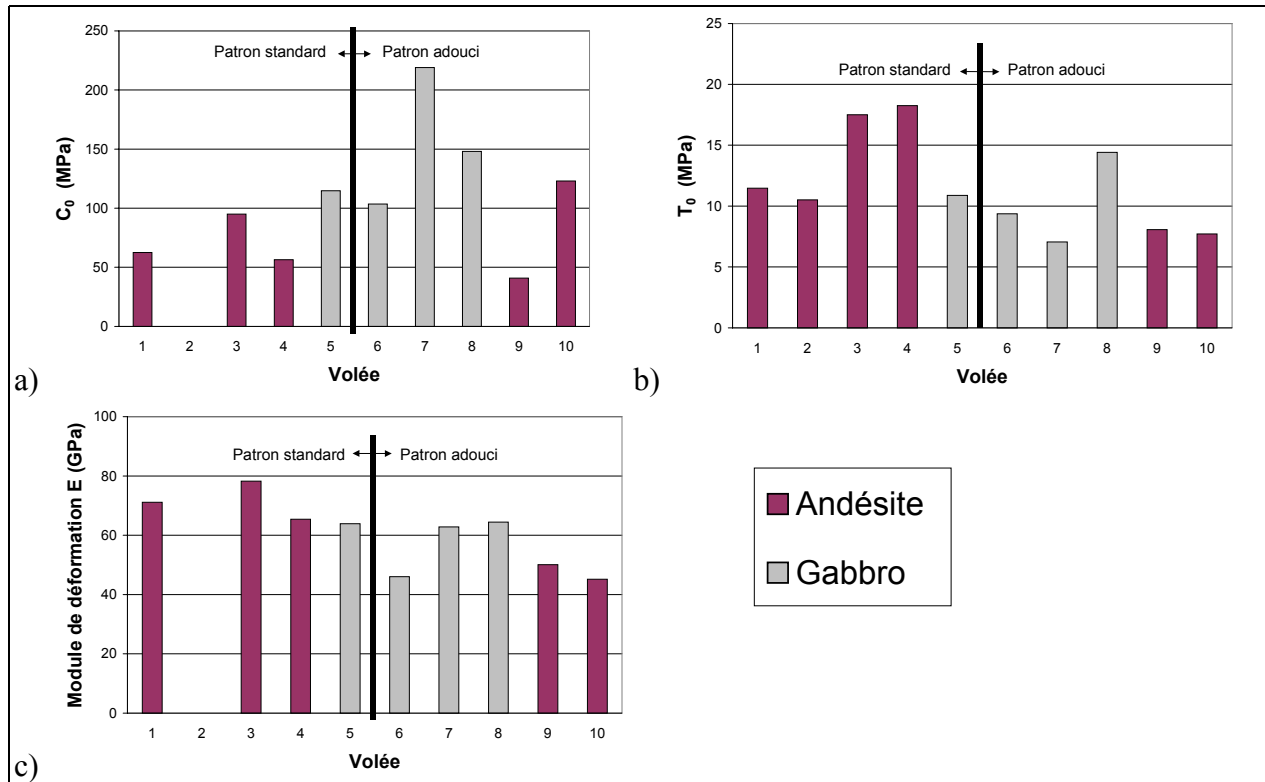 250
200
150
100
50
0
C₀ (MPa)
Patron standard
Patron adouci
1 2 3 4 5 6 7 8 9 10
Volée
a)
25
20
15
10
5
0
T₀ (MPa)
Patron standard
Patron adouci
1 2 3 4 5 6 7 8 9 10
Volée
b)
100
80
60
40
20
0
Module de déformation E (GPa)
Patron standard
Patron adouci
1 2 3 4 5 6 7 8 9 10
Volée
c)
Andésite
Gabbro